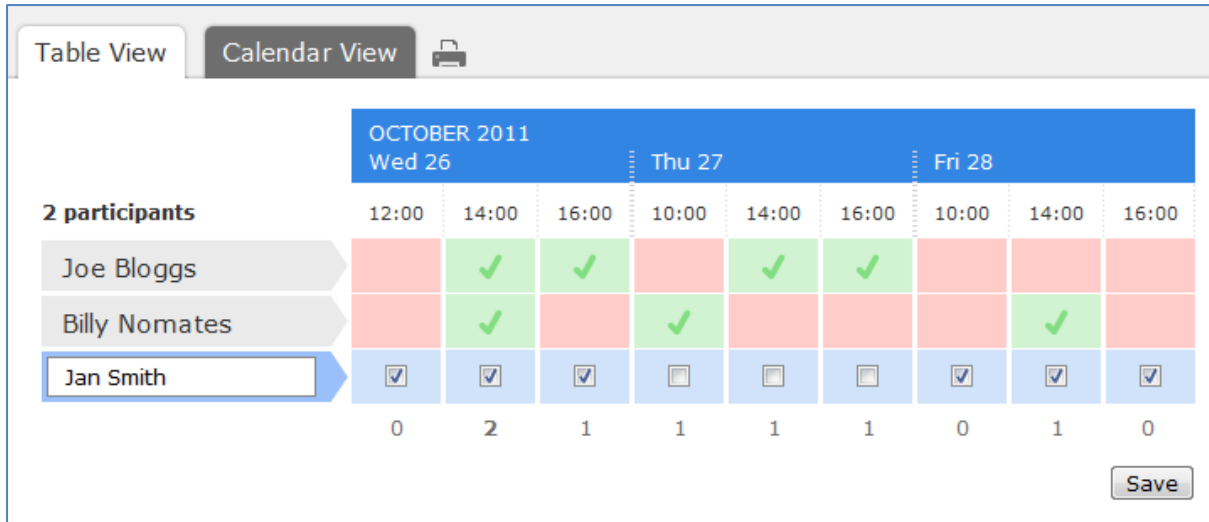 Table View Calendar View
OCTOBER 2011
Wed 26 Thu 27 Fri 28
2 participants 12:00 14:00 16:00 10:00 14:00 16:00 10:00 14:00 16:00
Joe Bloggs
Billy Nomates
Jan Smith
0 2 1 1 1 1 0 1 0
Save